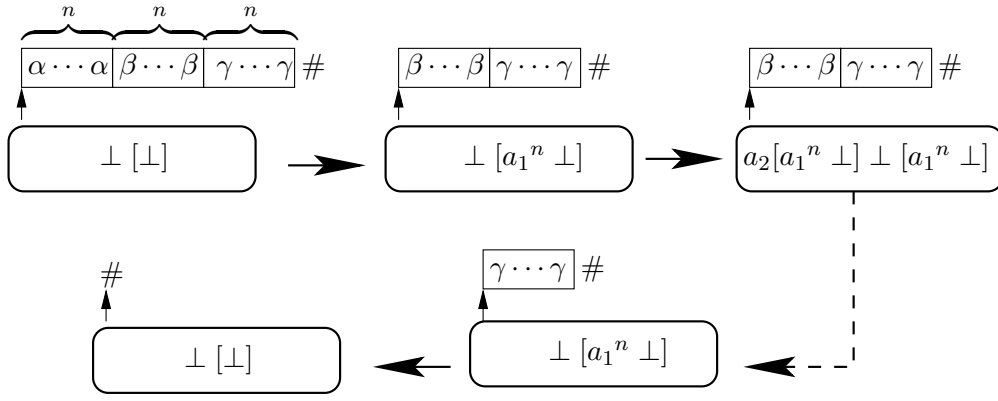 n n n
α⋯α β⋯β γ⋯γ # β⋯β γ⋯γ # β⋯β γ⋯γ #
⊥ [⊥] ⊥ [a₁ⁿ ⊥] a₂[a₁ⁿ ⊥] ⊥ [a₁ⁿ ⊥]
# γ⋯γ #
⊥ [⊥] ⊥ [a₁ⁿ ⊥]